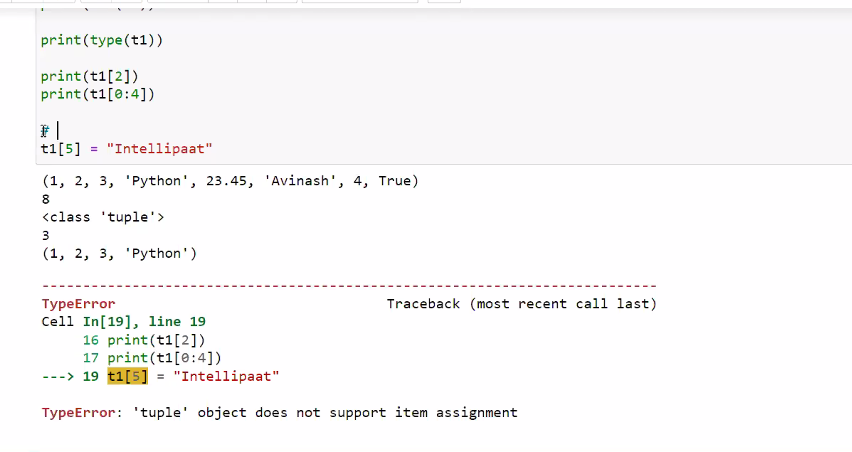 print(type(t1))
print(t1[2])
print(t1[0:4])
#
t1[5] = "Intellipaat"
(1, 2, 3, 'Python', 23.45, 'Avinash', 4, True)
8
<class 'tuple'>
3
(1, 2, 3, 'Python')
---------------------------------------------------------------------------
TypeError                                 Traceback (most recent call last)
Cell In[19], line 19
     16 print(t1[2])
     17 print(t1[0:4])
---> 19 t1[5] = "Intellipaat"
TypeError: 'tuple' object does not support item assignment